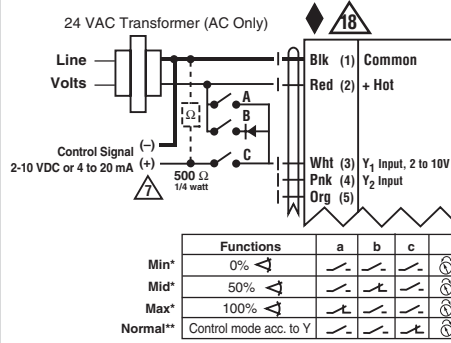 24 VAC Transformer (AC Only)
18
Line
Volts
Blk (1) Common
Red (2) + Hot
A
B
C
Ω
Control Signal (–)
2-10 VDC or 4 to 20 mA (+)
7
500 Ω
1/4 watt
Wht (3) Y1 Input, 2 to 10V
Pnk (4) Y2 Input
Org (5)
Functions a b c
Min* 0%
Mid* 50%
Max* 100%
Normal** Control mode acc. to Y